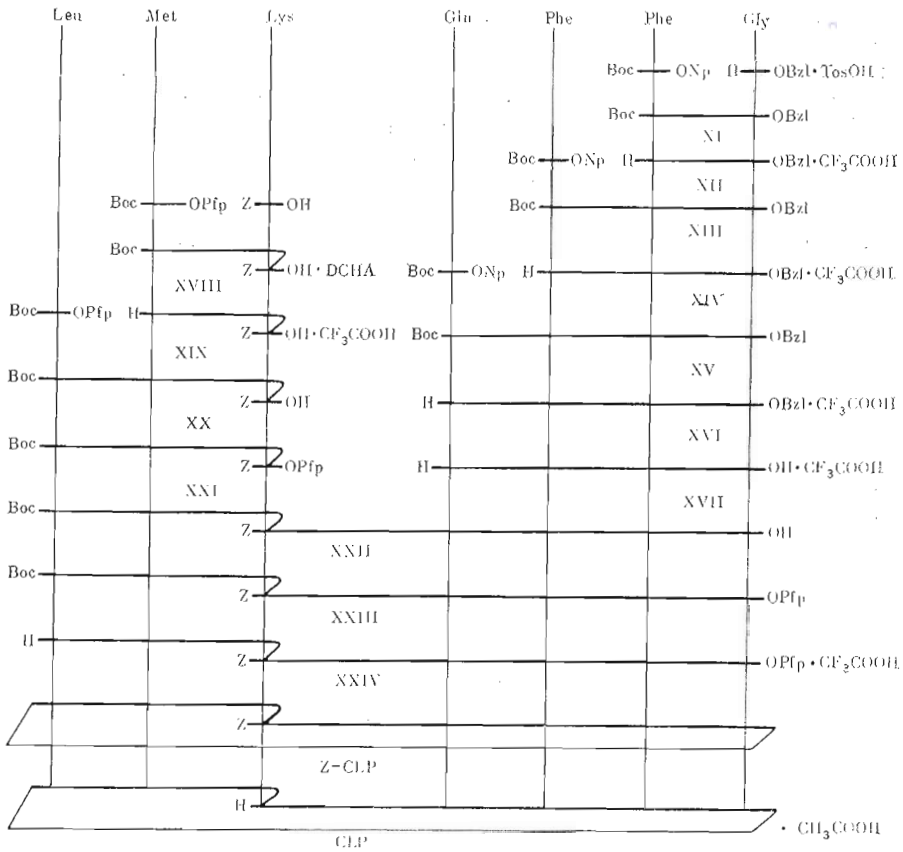 Leu Met Lys Gln Phe Phe Gly
Boc ONp H OBzl·TosOH
Boc OBzl
XI
Boc ONp H OBzl·CF3COOH
XII
Boc OPfp Z OH Boc OBzl
XIII
Boc
Z OH·DCHA Boc ONp H OBzl·CF3COOH
XVIII XIV
Boc OPfp H
Z OH·CF3COOH Boc OBzl
XIX XV
Boc
Z OH H OBzl·CF3COOH
XX XVI
Boc
Z OPfp H OH·CF3COOH
XXI XVII
Boc
Z OH
XXII
Boc
Z OPfp
XXIII
H
Z OPfp·CF3COOH
XXIV
Z
Z-CLP
H
· CH3COOH
CLP